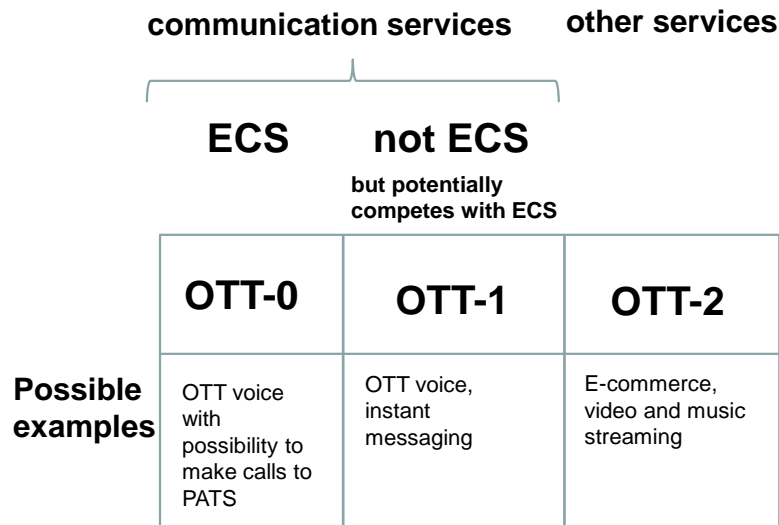 communication services other services
ECS not ECS
but potentially
competes with ECS
OTT-0 OTT-1 OTT-2
Possible
examples
OTT voice
with
possibility to
make calls to
PATS
OTT voice,
instant
messaging
E-commerce,
video and music
streaming